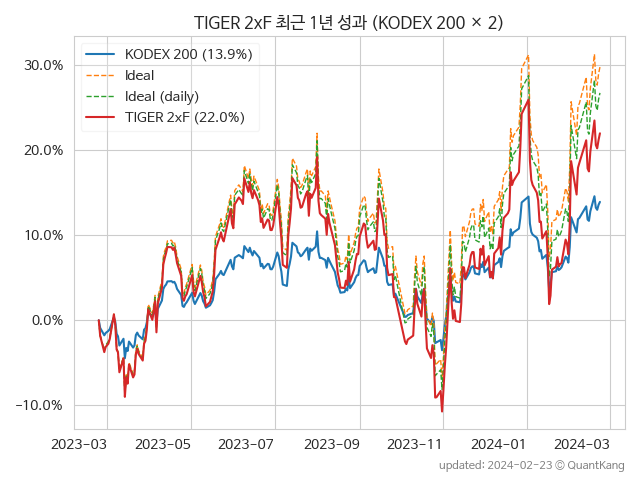 TIGER 2xF 최근 1년 성과 (KODEX 200 × 2)
KODEX 200 (13.9%)
Ideal
Ideal (daily)
TIGER 2xF (22.0%)
30.0%
20.0%
10.0%
0.0%
−10.0%
2023-03 2023-05 2023-07 2023-09 2023-11 2024-01 2024-03
updated: 2024-02-23 ⓒ QuantKang